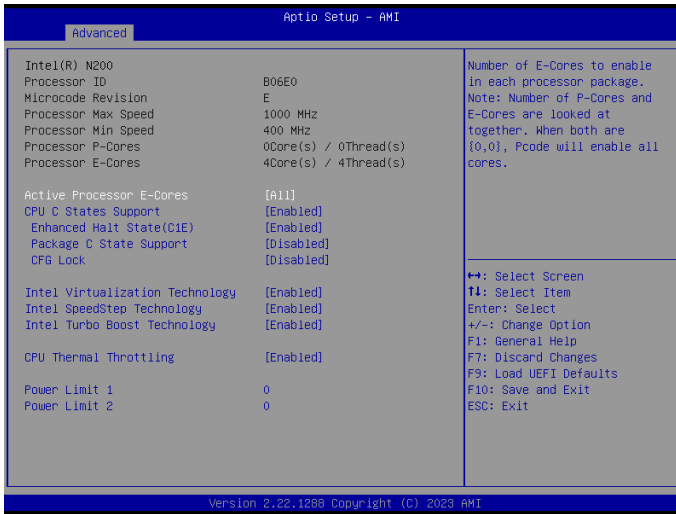 Aptio Setup – AMI
Advanced
Intel(R) N200
Processor ID B06E0
Microcode Revision E
Processor Max Speed 1000 MHz
Processor Min Speed 400 MHz
Processor P-Cores 0Core(s) / 0Thread(s)
Processor E-Cores 4Core(s) / 4Thread(s)
Active Processor E-Cores [All]
CPU C States Support [Enabled]
Enhanced Halt State(C1E) [Enabled]
Package C State Support [Disabled]
CFG Lock [Disabled]
Intel Virtualization Technology [Enabled]
Intel SpeedStep Technology [Enabled]
Intel Turbo Boost Technology [Enabled]
CPU Thermal Throttling [Enabled]
Power Limit 1 0
Power Limit 2 0
Number of E-Cores to enable
in each processor package.
Note: Number of P-Cores and
E-Cores are looked at
together. When both are
{0,0}, Pcode will enable all
cores.
↔: Select Screen
↑↓: Select Item
Enter: Select
+/-: Change Option
F1: General Help
F7: Discard Changes
F9: Load UEFI Defaults
F10: Save and Exit
ESC: Exit
Version 2.22.1288 Copyright (C) 2023 AMI